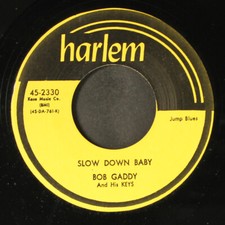 harlem
45-2330
Raxe Music Co.
(BMI)
(45-DA-761-R)
Jump Blues
SLOW DOWN BABY
BOB GADDY
And His KEYS